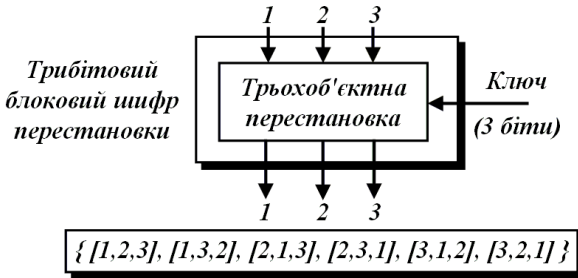 1 2 3
Трибітовий
блоковий шифр
перестановки
Трьохоб'єктна
перестановка
Ключ
(3 біти)
1 2 3
{ [1,2,3], [1,3,2], [2,1,3], [2,3,1], [3,1,2], [3,2,1] }